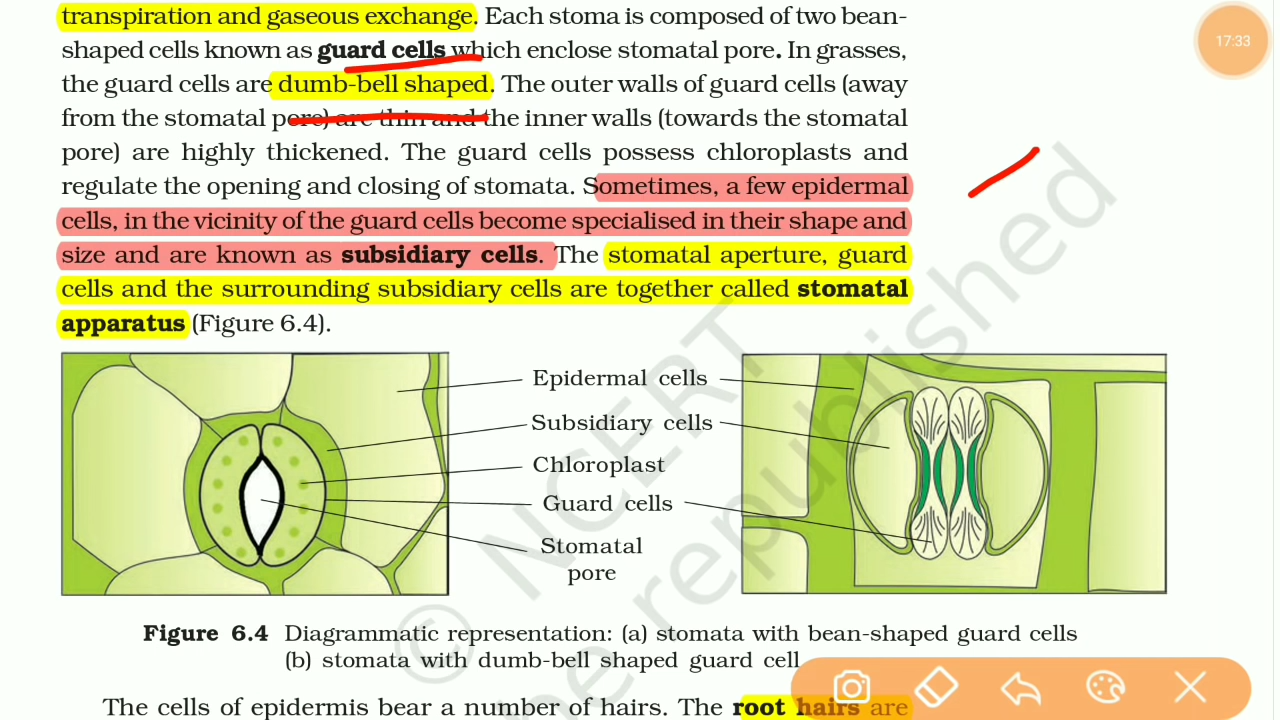 transpiration and gaseous exchange. Each stoma is composed of two bean-
shaped cells known as guard cells which enclose stomatal pore. In grasses,
the guard cells are dumb-bell shaped. The outer walls of guard cells (away
from the stomatal pore) are thin and the inner walls (towards the stomatal
pore) are highly thickened. The guard cells possess chloroplasts and
regulate the opening and closing of stomata. Sometimes, a few epidermal
cells, in the vicinity of the guard cells become specialised in their shape and
size and are known as subsidiary cells. The stomatal aperture, guard
cells and the surrounding subsidiary cells are together called stomatal
apparatus (Figure 6.4).
17:33
Epidermal cells
Subsidiary cells
Chloroplast
Guard cells
Stomatal
pore
Figure 6.4 Diagrammatic representation: (a) stomata with bean-shaped guard cells
(b) stomata with dumb-bell shaped guard cell
The cells of epidermis bear a number of hairs. The root hairs are
© NCERT
republished